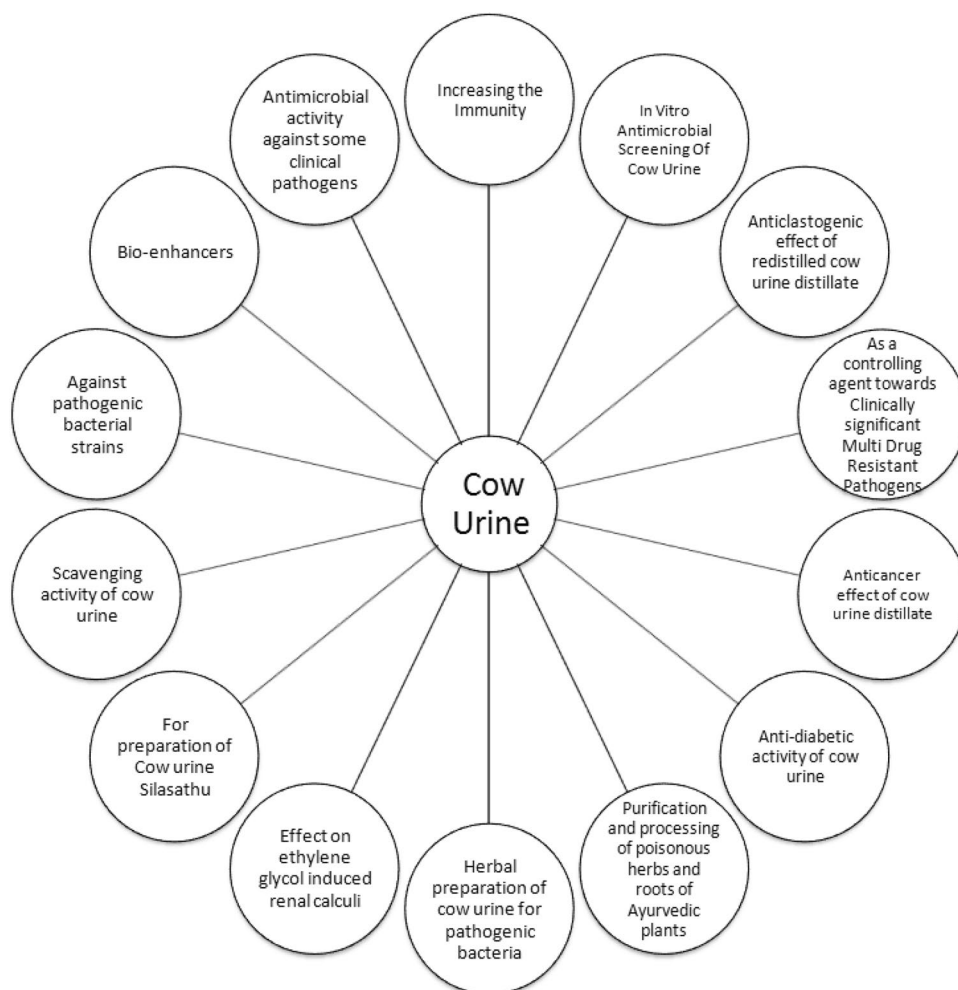 Increasing the
Immunity
In Vitro
Antimicrobial
Screening Of
Cow Urine
Anticlastogenic
effect of
redistilled cow
urine distillate
As a
controlling
agent towards
Clinically
significant
Multi Drug
Resistant
Pathogens
Anticancer
effect of cow
urine distillate
Anti-diabetic
activity of cow
urine
Purification
and processing
of poisonous
herbs and
roots of
Ayurvedic
plants
Herbal
preparation of
cow urine for
pathogenic
bacteria
Effect on
ethylene
glycol induced
renal calculi
For
preparation of
Cow urine
Silasathu
Scavenging
activity of cow
urine
Against
pathogenic
bacterial
strains
Bio-enhancers
Antimicrobial
activity
against some
clinical
pathogens
Cow
Urine